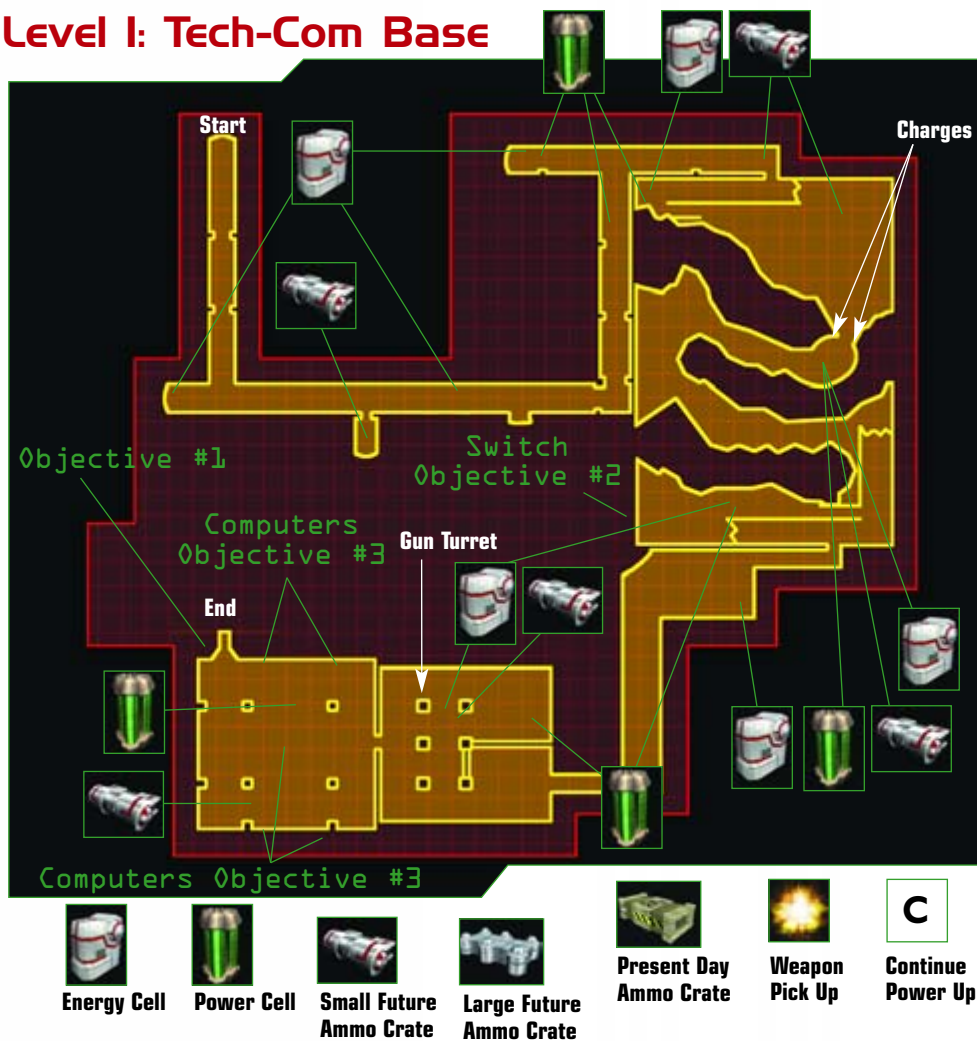 Level 1: Tech-Com Base
Start
Charges
Objective #1
Switch
Objective #2
Computers
Objective #3
Gun Turret
End
Computers Objective #3
Energy Cell
Power Cell
Small Future
Ammo Crate
Large Future
Ammo Crate
Present Day
Ammo Crate
Weapon
Pick Up
C
Continue
Power Up